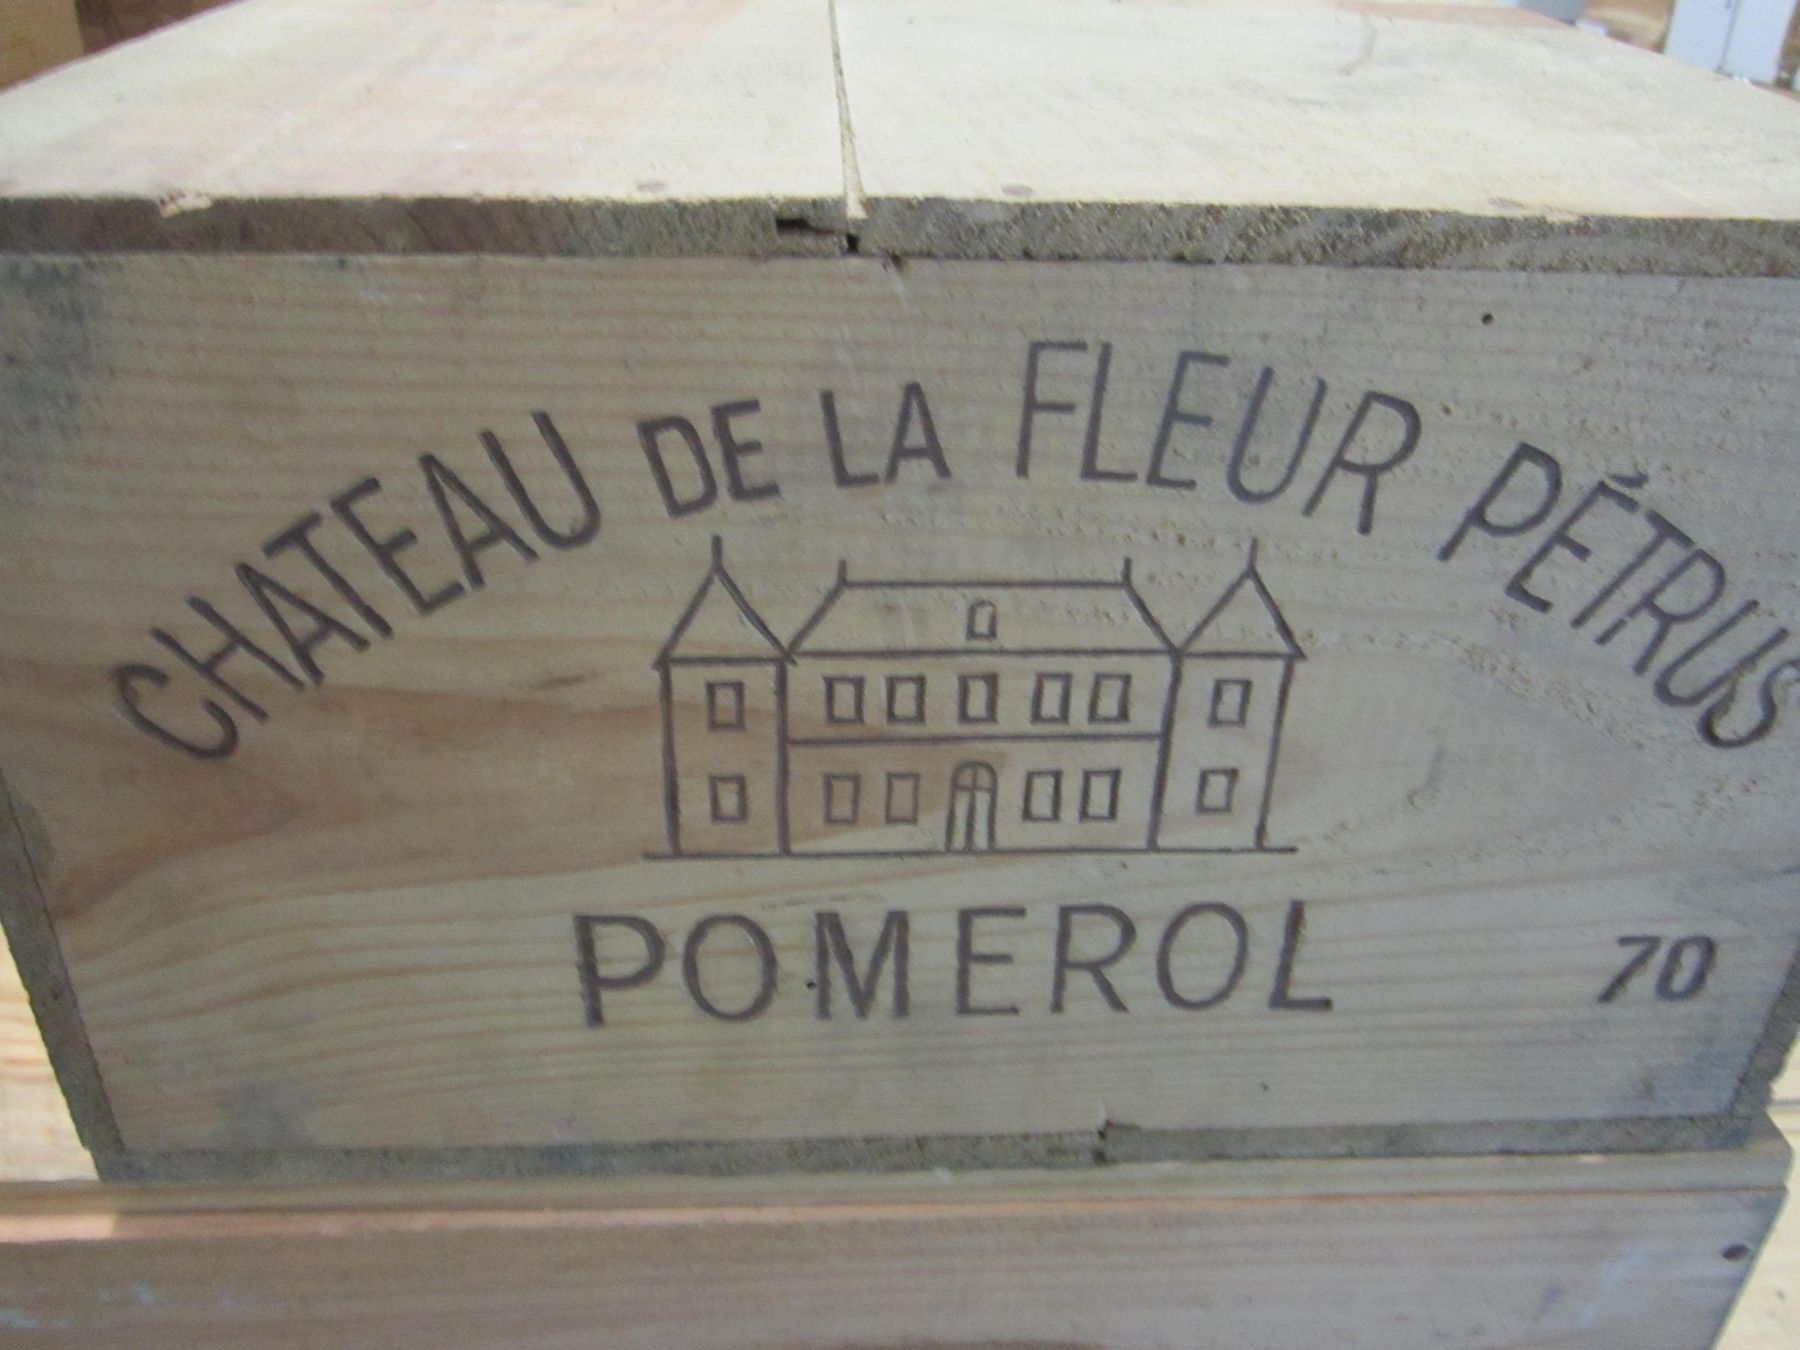 CHATEAU DE LA FLEUR PÉTRUS
POMEROL
70